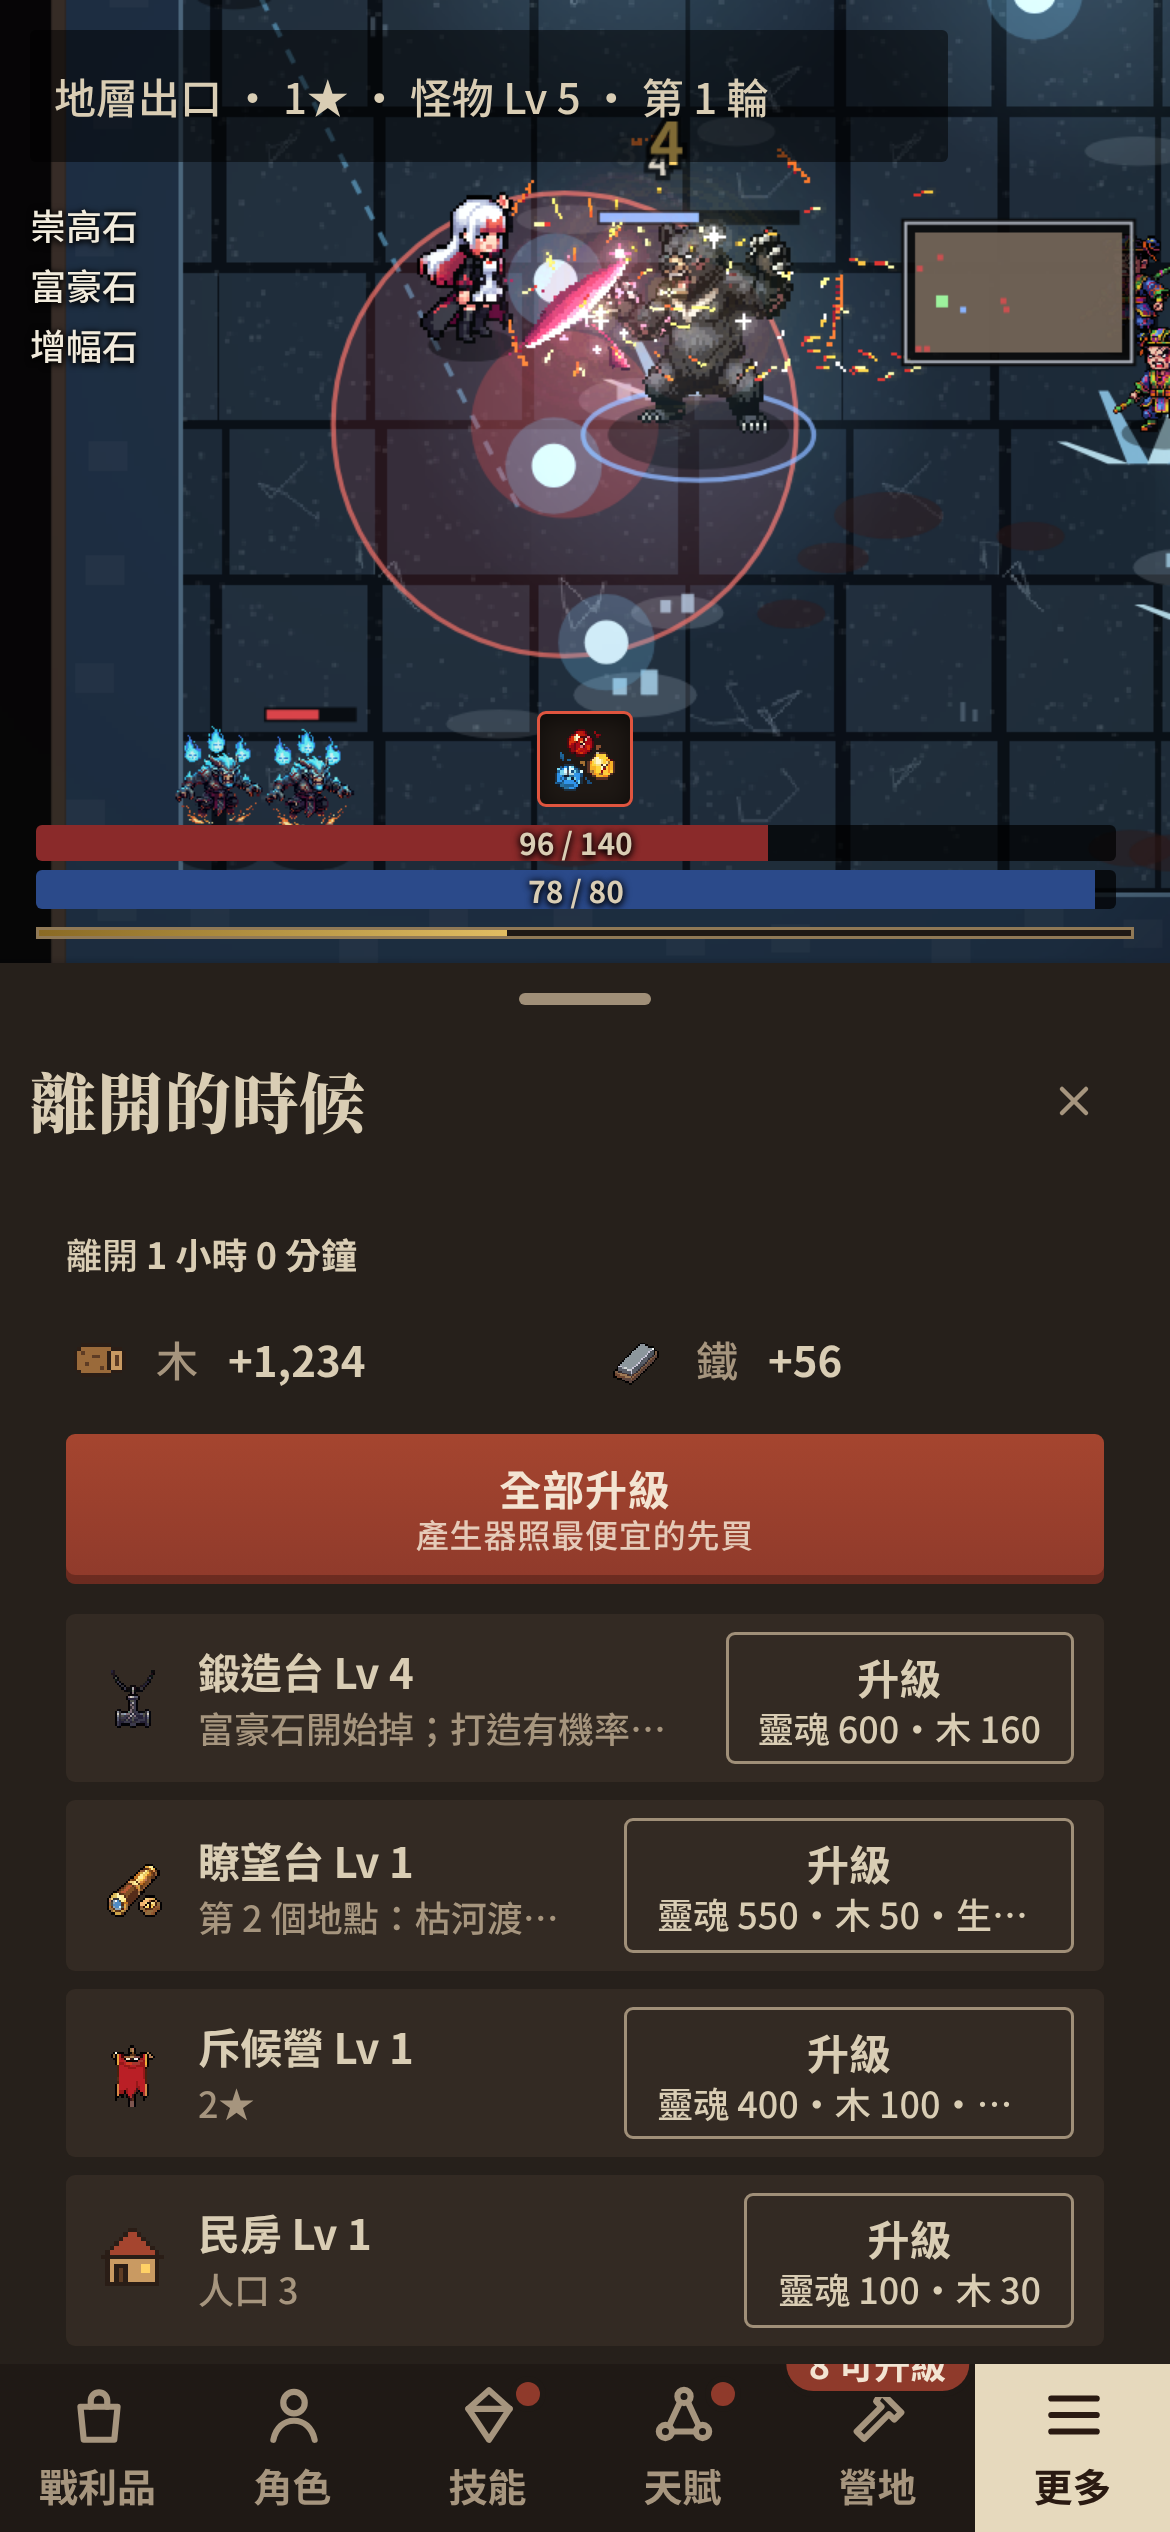 地層出口 · 1★ · 怪物 Lv 5 · 第 1 輪
4
4
崇高石
富豪石
增幅石
96 / 140
78 / 80
離開的時候
離開 1 小時 0 分鐘
木 +1,234
鐵 +56
全部升級
產生器照最便宜的先買
鍛造台 Lv 4
富豪石開始掉；打造有機率…
升級
靈魂 600・木 160
瞭望台 Lv 1
第 2 個地點：枯河渡…
升級
靈魂 550・木 50・生…
斥候營 Lv 1
2★
升級
靈魂 400・木 100・…
民房 Lv 1
人口 3
升級
靈魂 100・木 30
8 可升級
戰利品
角色
技能
天賦
營地
更多